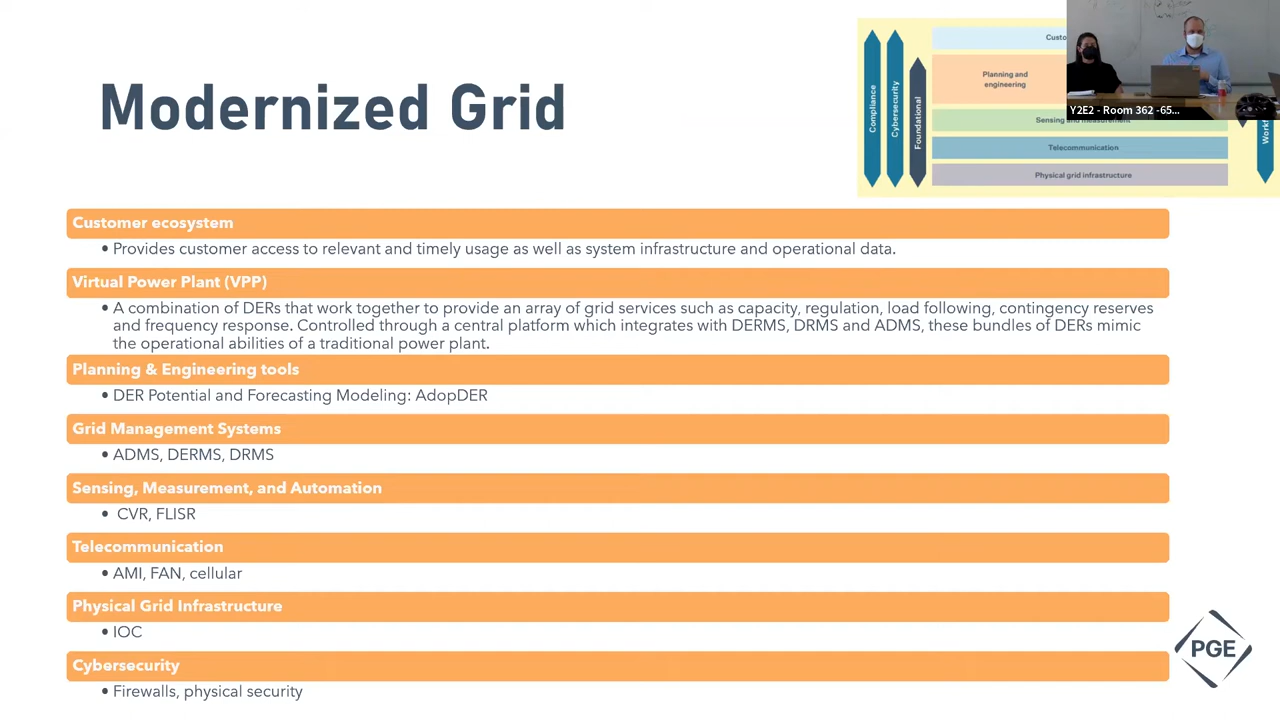 Modernized Grid
Compliance
Cybersecurity
Foundational
Planning and
engineering
Sensing and measurement
Telecommunication
Physical grid infrastructure
Y2E2 - Room 362 -65...
Customer ecosystem
• Provides customer access to relevant and timely usage as well as system infrastructure and operational data.
Virtual Power Plant (VPP)
• A combination of DERs that work together to provide an array of grid services such as capacity, regulation, load following, contingency reserves
and frequency response. Controlled through a central platform which integrates with DERMS, DRMS and ADMS, these bundles of DERs mimic
the operational abilities of a traditional power plant.
Planning & Engineering tools
• DER Potential and Forecasting Modeling: AdopDER
Grid Management Systems
• ADMS, DERMS, DRMS
Sensing, Measurement, and Automation
• CVR, FLISR
Telecommunication
• AMI, FAN, cellular
Physical Grid Infrastructure
• IOC
Cybersecurity
• Firewalls, physical security
PGE